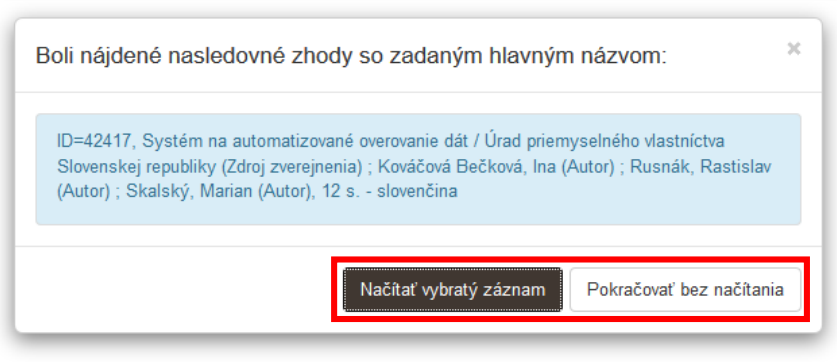 Boli nájdené nasledovné zhody so zadaným hlavným názvom:
×
ID=42417, Systém na automatizované overovanie dát / Úrad priemyselného vlastníctva
Slovenskej republiky (Zdroj zverejnenia) ; Kováčová Bečková, Ina (Autor) ; Rusnák, Rastislav
(Autor) ; Skalský, Marian (Autor), 12 s. - slovenčina
Načítať vybratý záznam
Pokračovať bez načítania